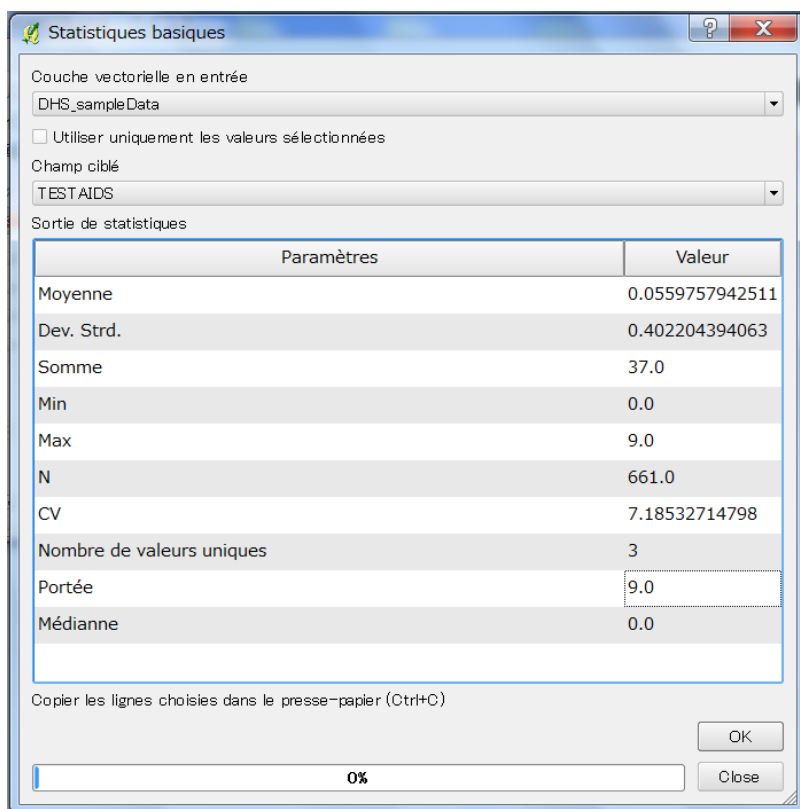 Statistiques basiques
Couche vectorielle en entrée
DHS_sampleData
Utiliser uniquement les valeurs sélectionnées
Champ ciblé
TESTAIDS
Sortie de statistiques
Paramètres Valeur
Moyenne 0.0559757942511
Dev. Strd. 0.402204394063
Somme 37.0
Min 0.0
Max 9.0
N 661.0
CV 7.18532714798
Nombre de valeurs uniques 3
Portée 9.0
Médianne 0.0
Copier les lignes choisies dans le presse-papier (Ctrl+C)
OK
0% Close